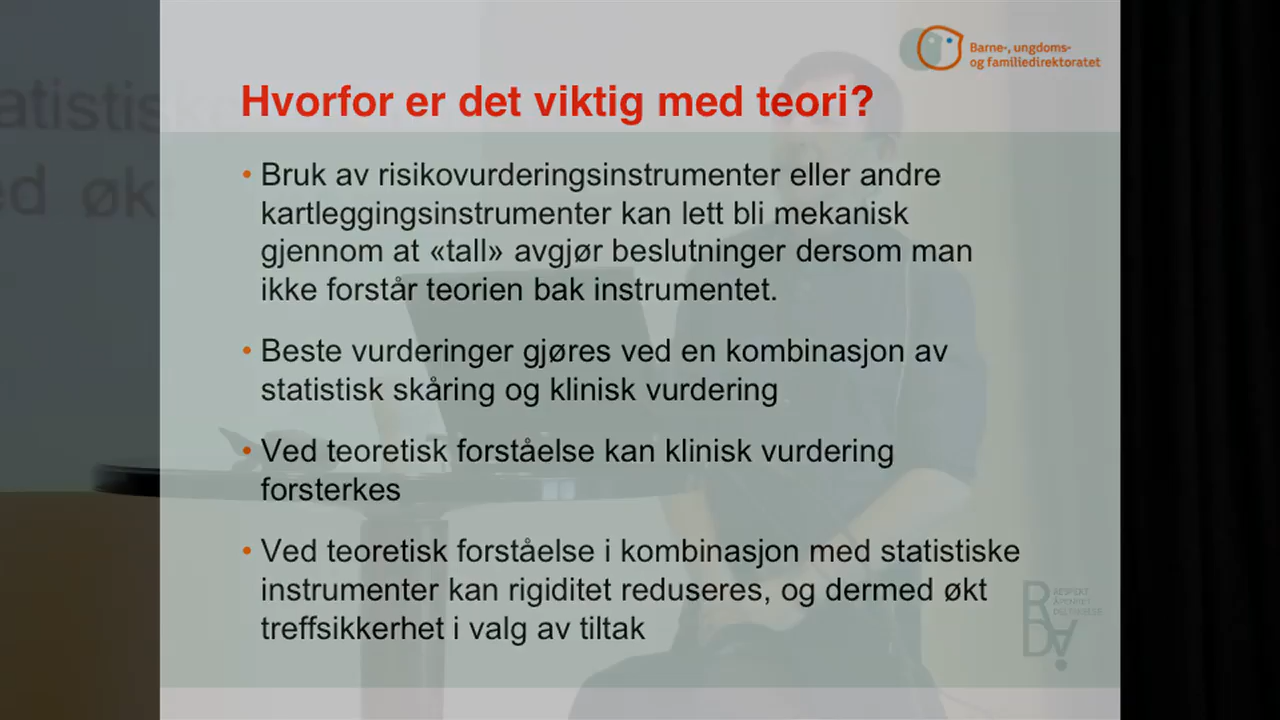 Barne-, ungdoms-
og familiedirektoratet
Hvorfor er det viktig med teori?
• Bruk av risikovurderingsinstrumenter eller andre
kartleggingsinstrumenter kan lett bli mekanisk
gjennom at «tall» avgjør beslutninger dersom man
ikke forstår teorien bak instrumentet.
• Beste vurderinger gjøres ved en kombinasjon av
statistisk skåring og klinisk vurdering
• Ved teoretisk forståelse kan klinisk vurdering
forsterkes
• Ved teoretisk forståelse i kombinasjon med statistiske
instrumenter kan rigiditet reduseres, og dermed økt
treffsikkerhet i valg av tiltak